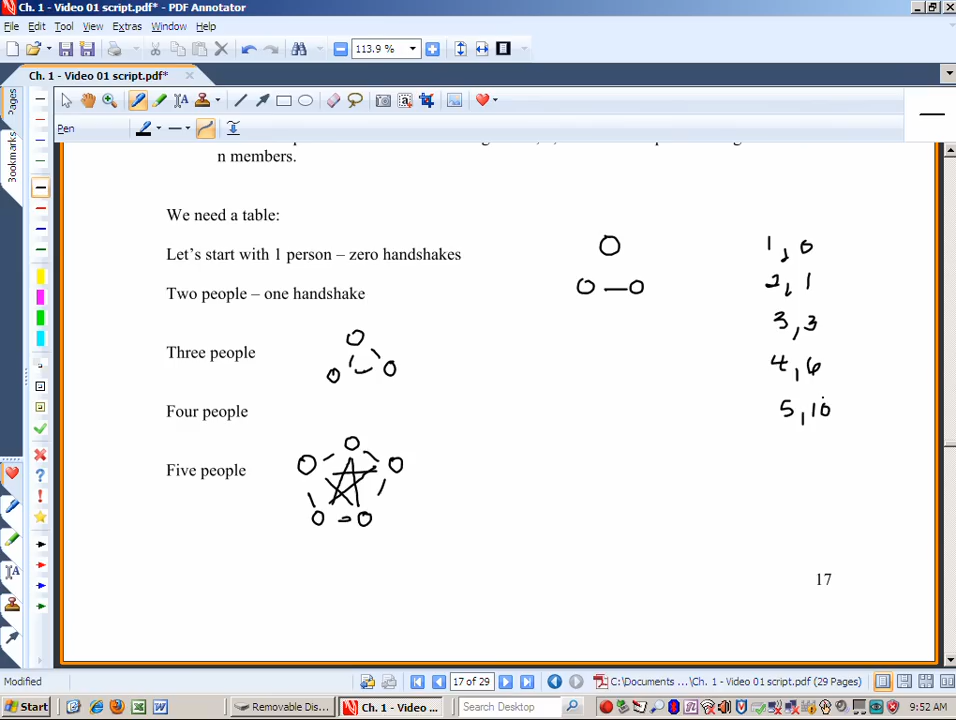 Ch. 1 - Video 01 script.pdf* - PDF Annotator
File Edit Tool View Extras Window Help
113.9 %
Ch. 1 - Video 01 script.pdf*
Pages
Bookmarks
Pen
n members.
We need a table:
Let's start with 1 person – zero handshakes
1, 0
Two people – one handshake
2, 1
3, 3
Three people
4, 6
Four people
5, 10
Five people
17
Modified
17 of 29
C:\Documents ...\Ch. 1 - Video 01 script.pdf (29 Pages)
Start
Removable Dis...
Ch. 1 - Video ...
Search Desktop
9:52 AM